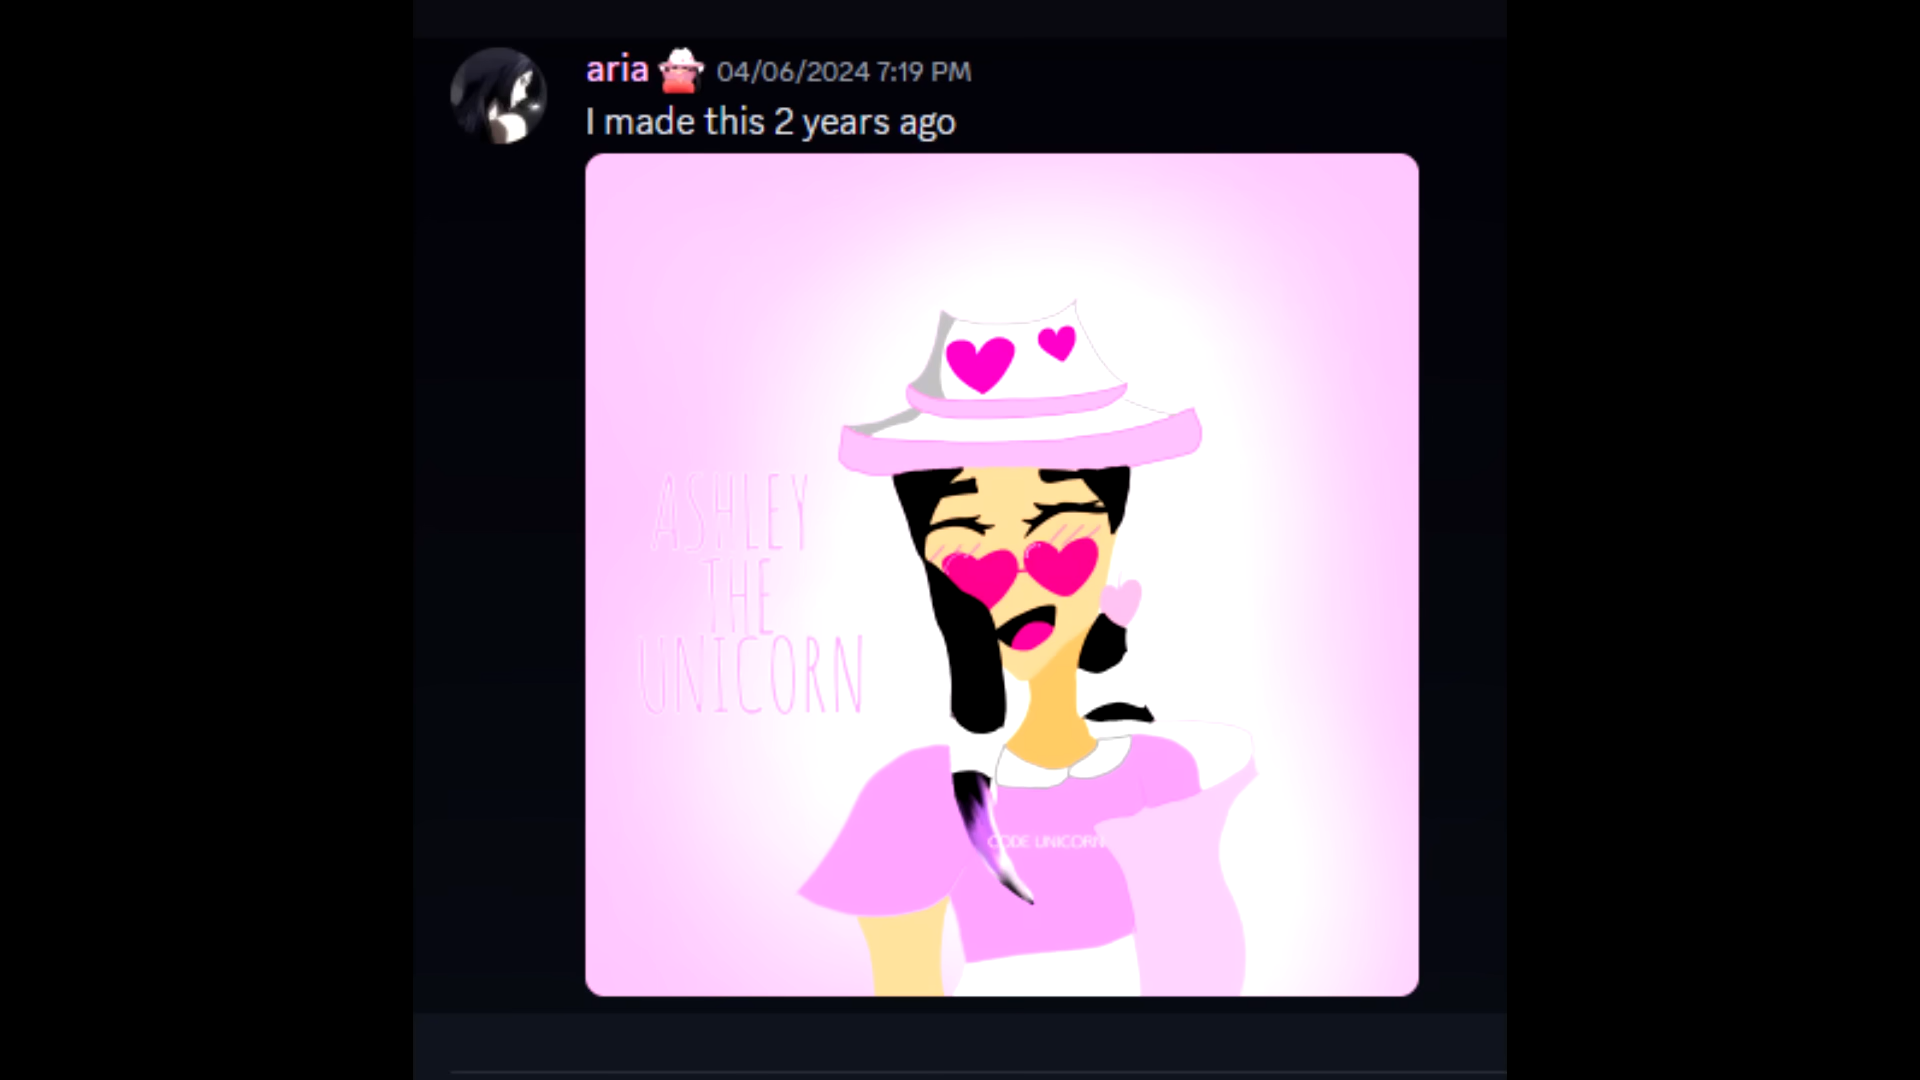 aria 04/06/2024 7:19 PM
I made this 2 years ago
ASHLEY
THE
UNICORN
CODE UNICORN